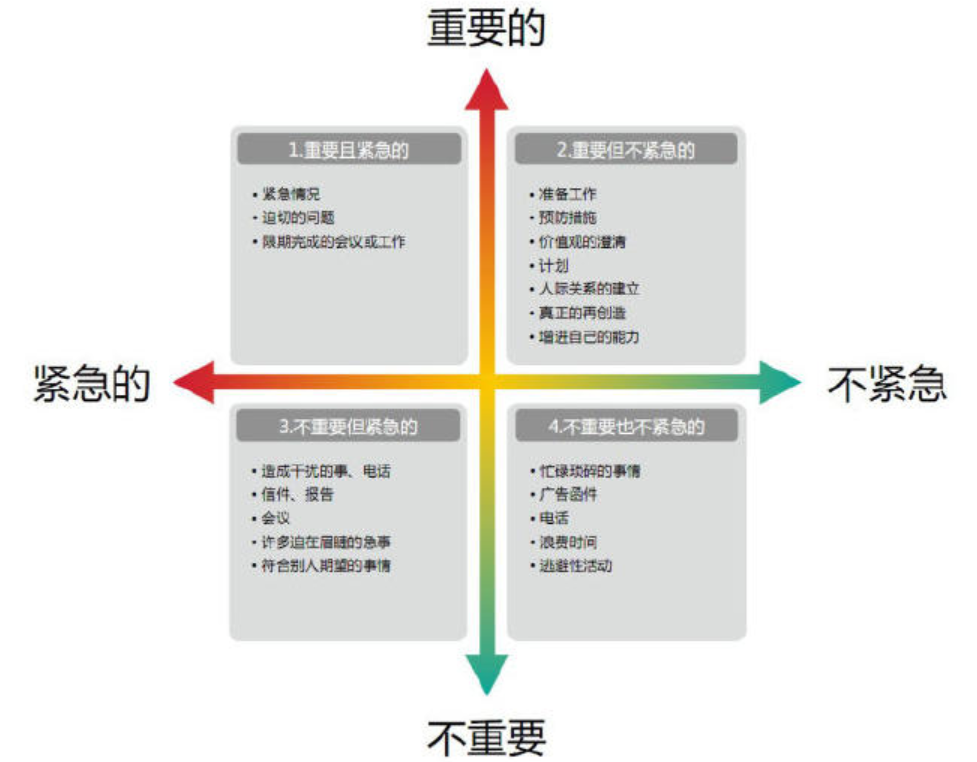 重要的
1.重要且紧急的
• 紧急情况
• 迫切的问题
• 限期完成的会议或工作
2.重要但不紧急的
• 准备工作
• 预防措施
• 价值观的澄清
• 计划
• 人际关系的建立
• 真正的再创造
• 增进自己的能力
紧急的
不紧急
3.不重要但紧急的
• 造成干扰的事、电话
• 信件、报告
• 会议
• 许多迫在眉睫的急事
• 符合别人期望的事情
4.不重要也不紧急的
• 忙碌琐碎的事情
• 广告函件
• 电话
• 浪费时间
• 逃避性活动
不重要